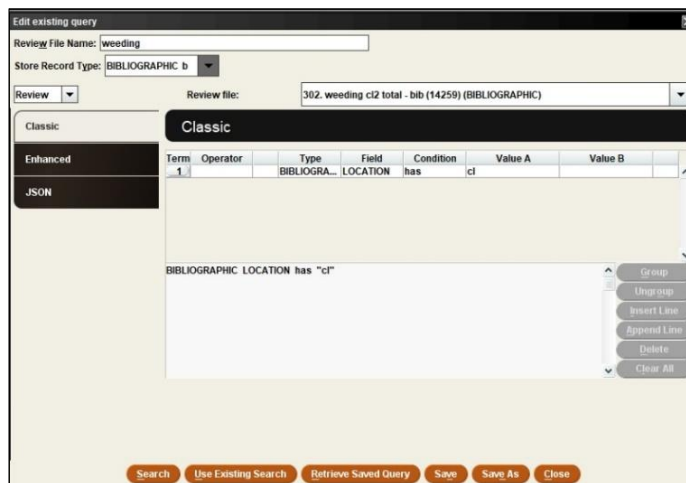 Edit existing query
Review File Name: weeding
Store Record Type: BIBLIOGRAPHIC b
Review Review file: 302. weeding cl2 total - bib (14259) (BIBLIOGRAPHIC)
Classic
Enhanced
JSON
Classic
Term Operator Type Field Condition Value A Value B
1 BIBLIOGRA... LOCATION has cl
BIBLIOGRAPHIC LOCATION has "cl"
Group
Ungroup
Insert Line
Append Line
Delete
Clear All
Search Use Existing Search Retrieve Saved Query Save Save As Close